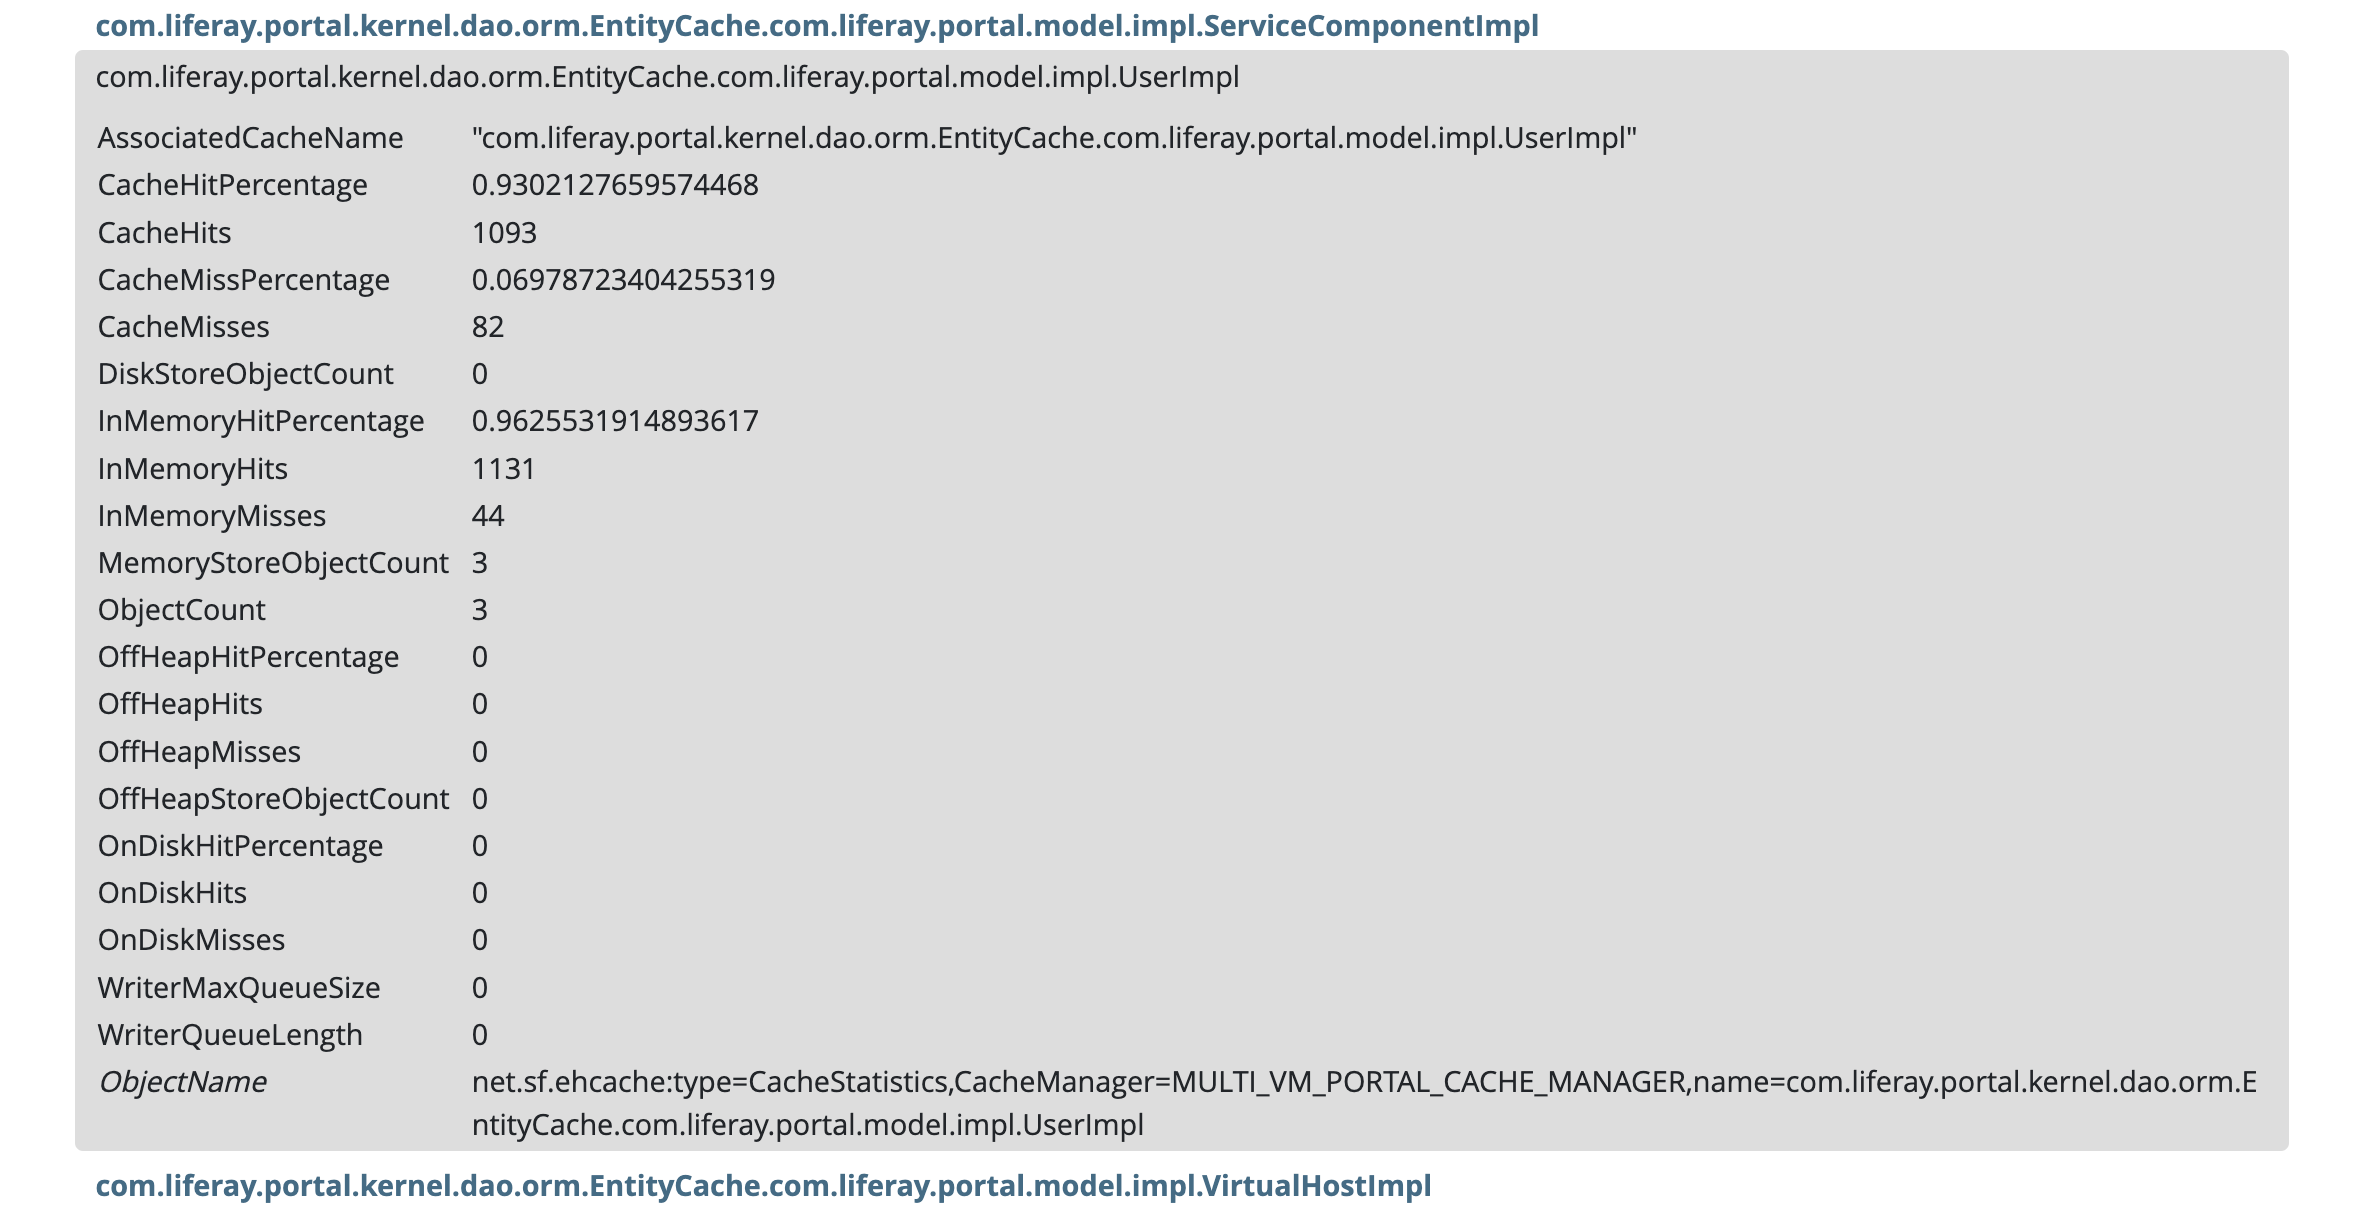 com.liferay.portal.kernel.dao.orm.EntityCache.com.liferay.portal.model.impl.ServiceComponentImpl
com.liferay.portal.kernel.dao.orm.EntityCache.com.liferay.portal.model.impl.UserImpl
AssociatedCacheName "com.liferay.portal.kernel.dao.orm.EntityCache.com.liferay.portal.model.impl.UserImpl"
CacheHitPercentage 0.9302127659574468
CacheHits 1093
CacheMissPercentage 0.06978723404255319
CacheMisses 82
DiskStoreObjectCount 0
InMemoryHitPercentage 0.9625531914893617
InMemoryHits 1131
InMemoryMisses 44
MemoryStoreObjectCount 3
ObjectCount 3
OffHeapHitPercentage 0
OffHeapHits 0
OffHeapMisses 0
OffHeapStoreObjectCount 0
OnDiskHitPercentage 0
OnDiskHits 0
OnDiskMisses 0
WriterMaxQueueSize 0
WriterQueueLength 0
ObjectName net.sf.ehcache:type=CacheStatistics,CacheManager=MULTI_VM_PORTAL_CACHE_MANAGER,name=com.liferay.portal.kernel.dao.orm.E
ntityCache.com.liferay.portal.model.impl.UserImpl
com.liferay.portal.kernel.dao.orm.EntityCache.com.liferay.portal.model.impl.VirtualHostImpl